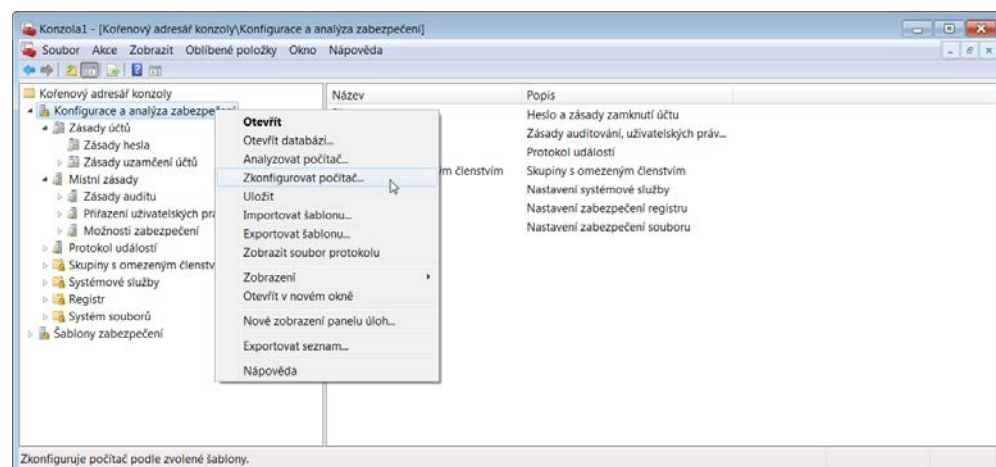 Konzola1 - [Kořenový adresář konzoly\Konfigurace a analýza zabezpečení]
Soubor Akce Zobrazit Oblíbené položky Okno Nápověda
Kořenový adresář konzoly
Konfigurace a analýza
Zásady účtů
Zásady hesla
Zásady uzamčení účtů
Místní zásady
Zásady auditu
Přiřazení uživatelských
Možnosti zabezpečení
Protokol událostí
Skupiny s omezeným
Systémové služby
Registr
Systém souborů
Šablony zabezpečení
Otevřít
Otevřít databázi...
Analyzovat počítač...
Zkonfigurovat počítač...
Uložit
Importovat šablonu...
Exportovat šablonu...
Zobrazit soubor protokolu
Zobrazení
Otevřít v novém okně
Nové zobrazení panelu úloh...
Exportovat seznam...
Nápověda
Název Popis
Heslo a zásady zamknutí účtu
Zásady auditování, uživatelských práv...
Protokol událostí
členstvím Skupiny s omezeným členstvím
Nastavení systémové služby
Nastavení zabezpečení registru
Nastavení zabezpečení souboru
Zkonfiguruje počítač podle zvolené šablony.